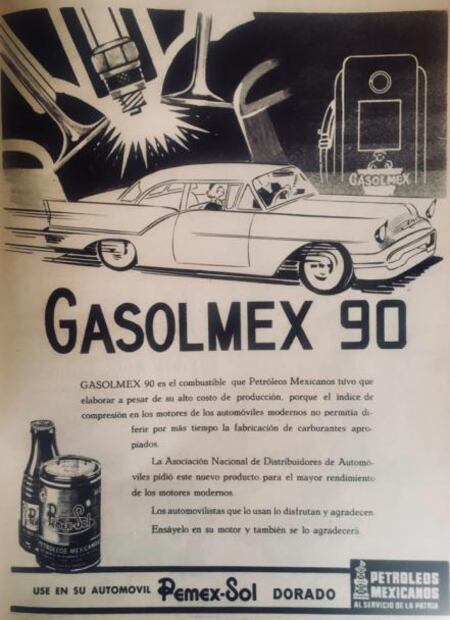 GASOLMEX
GASOLMEX 90
GASOLMEX 90 es el combustible que Petróleos Mexicanos tuvo que
elaborar a pesar de su alto costo de producción, porque el índice de
compresión en los motores de los automóviles modernos no permitía di-
ferir por más tiempo la fabricación de carburantes apro-
piados.
La Asociación Nacional de Distribuidores de Automó-
viles pidió este nuevo producto para el mayor rendimiento
de los motores modernos.
Los automovilistas que lo usan lo disfrutan y agradecen.
Ensáyelo en su motor y también se lo agradecerá.
Pemex-Sol
PETROLEOS MEXICANOS
USE EN SU AUTOMOVIL Pemex-Sol DORADO
PETROLEOS
MEXICANOS
AL SERVICIO DE LA PATRIA